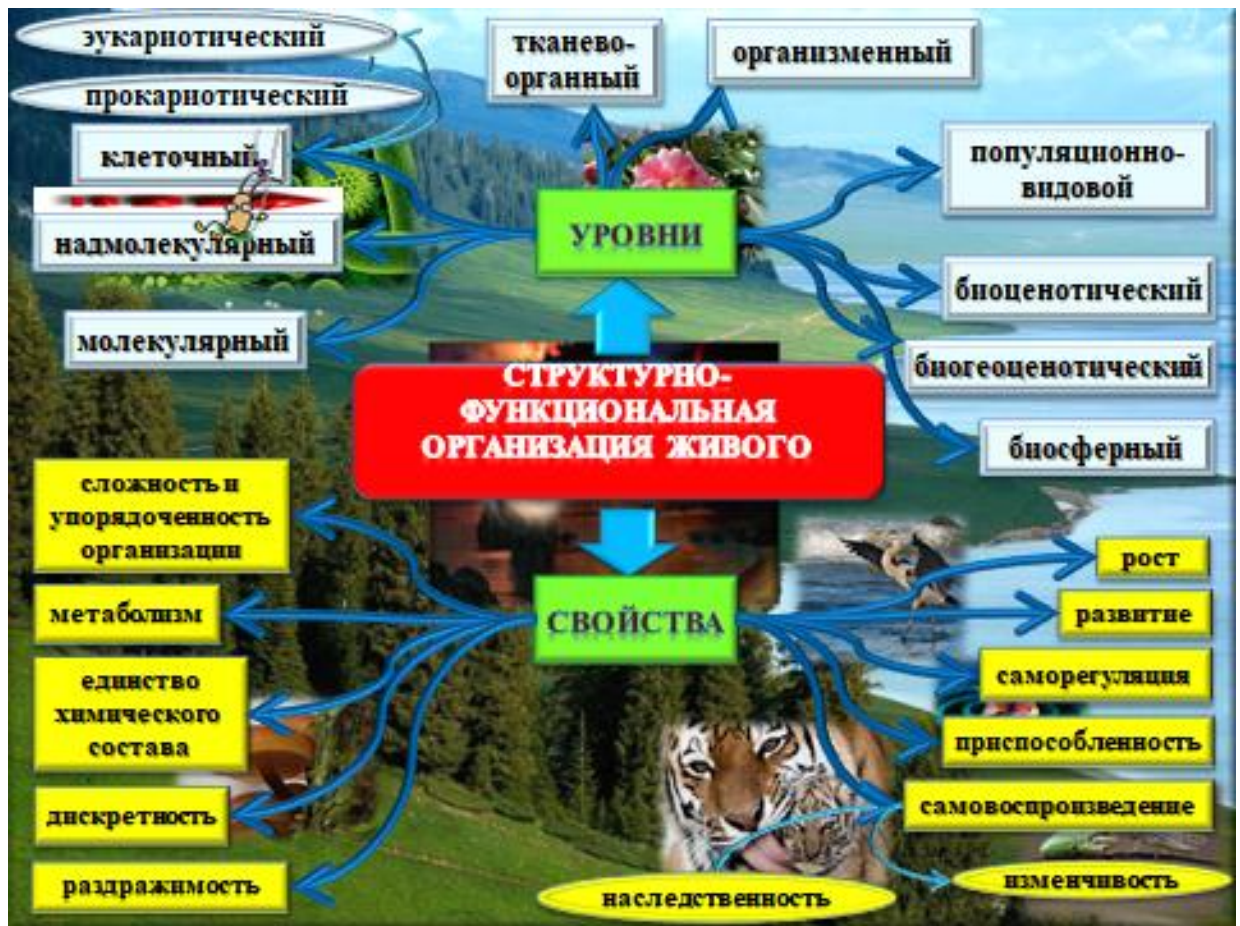 эукариотический
прокариотический
клеточный
надмолекулярный
молекулярный
тканево-
органный
организменный
УРОВНИ
популяционно-
видовой
биоценотический
биогеоценотический
биосферный
СТРУКТУРНО-
ФУНКЦИОНАЛЬНАЯ
ОРГАНИЗАЦИЯ ЖИВОГО
СВОЙСТВА
сложность и
упорядоченность
организации
метаболизм
единство
химического
состава
дискретность
раздражимость
рост
развитие
саморегуляция
приспособленность
самовоспроизведение
наследственность
изменчивость